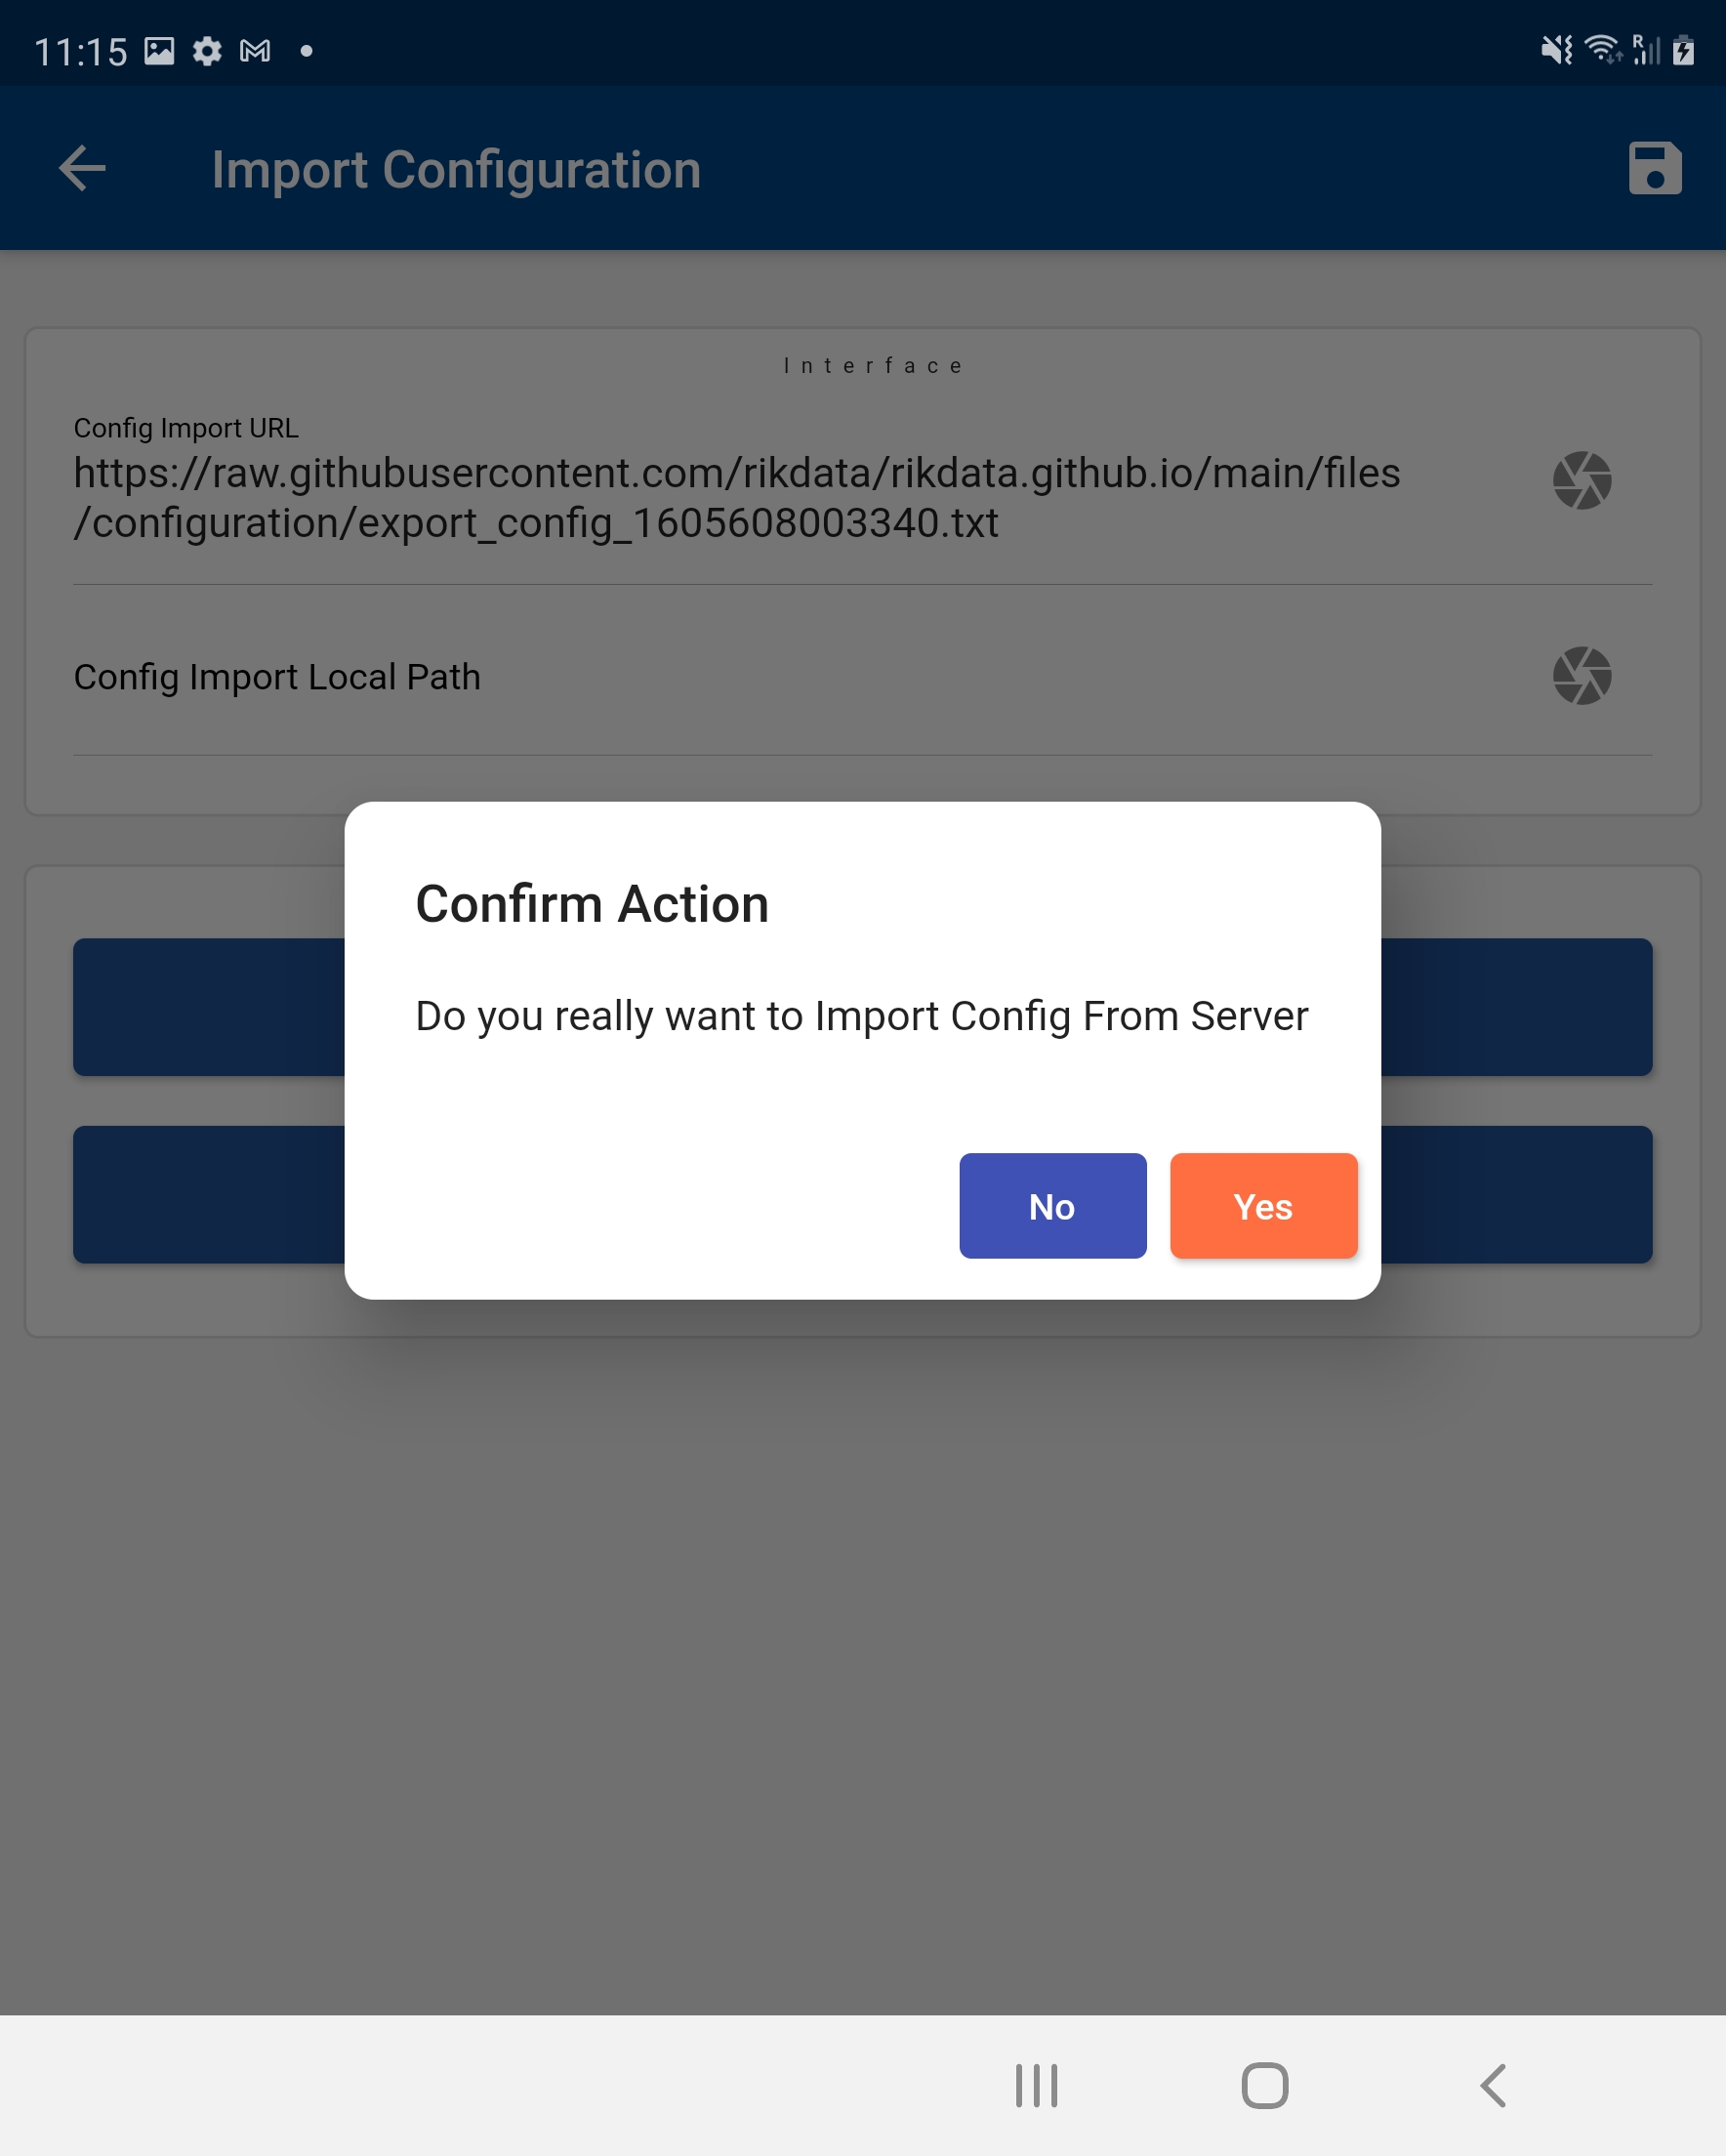 11:15
R
Import Configuration
Interface
Config Import URL
https://raw.githubusercontent.com/rikdata/rikdata.github.io/main/files
/configuration/export_config_1605608003340.txt
Config Import Local Path
Confirm Action
Do you really want to Import Config From Server
No
Yes